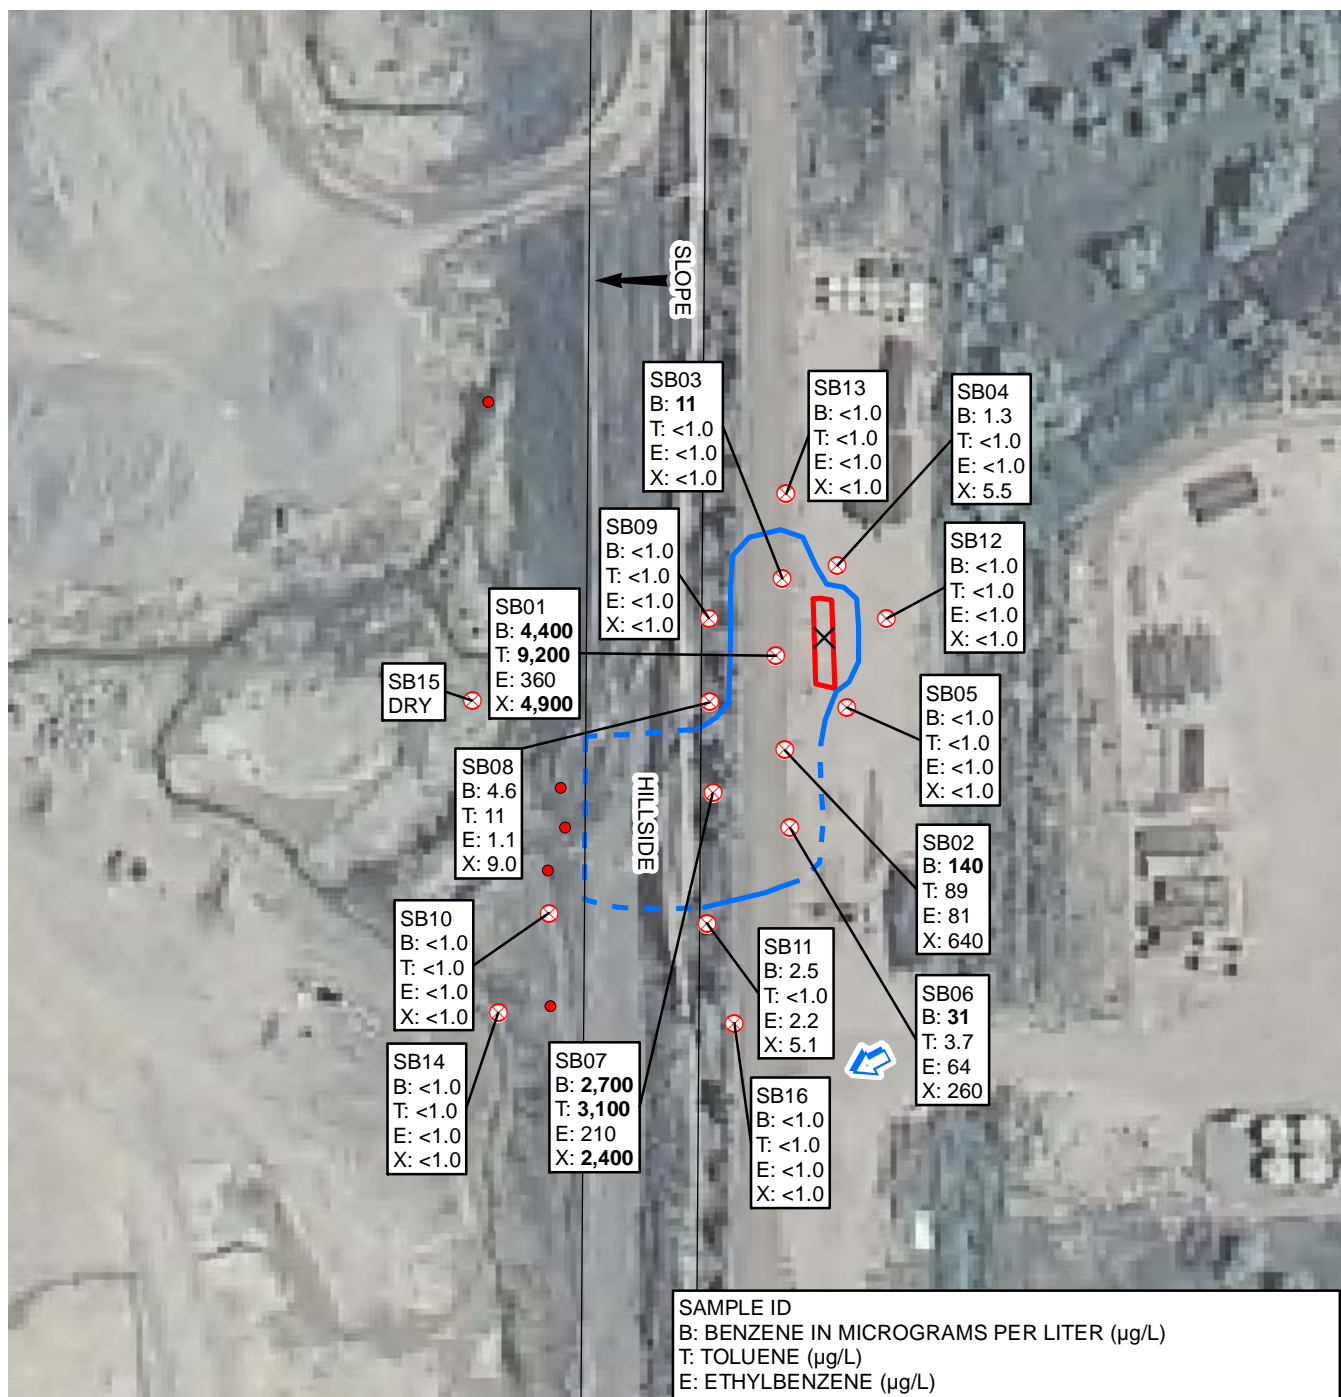 SLOPE
SB03
B: 11
T: <1.0
E: <1.0
X: <1.0
SB13
B: <1.0
T: <1.0
E: <1.0
X: <1.0
SB04
B: 1.3
T: <1.0
E: <1.0
X: 5.5
SB09
B: <1.0
T: <1.0
E: <1.0
X: <1.0
SB12
B: <1.0
T: <1.0
E: <1.0
X: <1.0
SB01
B: 4,400
T: 9,200
E: 360
X: 4,900
SB15
DRY
SB05
B: <1.0
T: <1.0
E: <1.0
X: <1.0
SB08
B: 4.6
T: 11
E: 1.1
X: 9.0
HILLSIDE
SB02
B: 140
T: 89
E: 81
X: 640
SB10
B: <1.0
T: <1.0
E: <1.0
X: <1.0
SB11
B: 2.5
T: <1.0
E: 2.2
X: 5.1
SB06
B: 31
T: 3.7
E: 64
X: 260
SB14
B: <1.0
T: <1.0
E: <1.0
X: <1.0
SB07
B: 2,700
T: 3,100
E: 210
X: 2,400
SB16
B: <1.0
T: <1.0
E: <1.0
X: <1.0
SAMPLE ID
B: BENZENE IN MICROGRAMS PER LITER (µg/L)
T: TOLUENE (µg/L)
E: ETHYLBENZENE (µg/L)